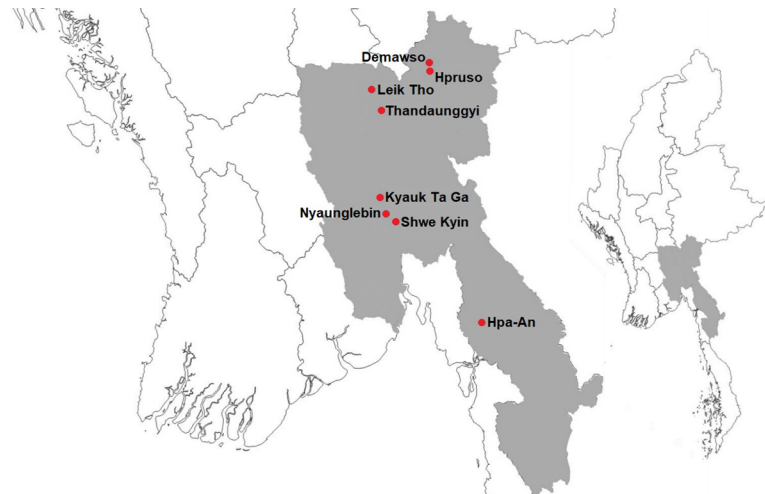 Demawso
Hpruso
Leik Tho
Thandaunggyi
Kyauk Ta Ga
Nyaunglebin
Shwe Kyin
Hpa-An